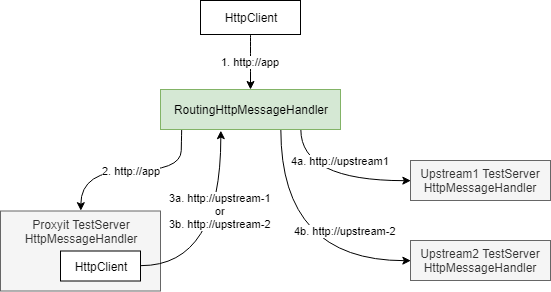 HttpClient
1. http://app
RoutingHttpMessageHandler
2. http://app
3a. http://upstream-1
or
3b. http://upstream-2
4a. http://upstream1
4b. http://upstream-2
Upstream1 TestServer
HttpMessageHandler
Upstream2 TestServer
HttpMessageHandler
Proxyit TestServer
HttpMessageHandler
HttpClient